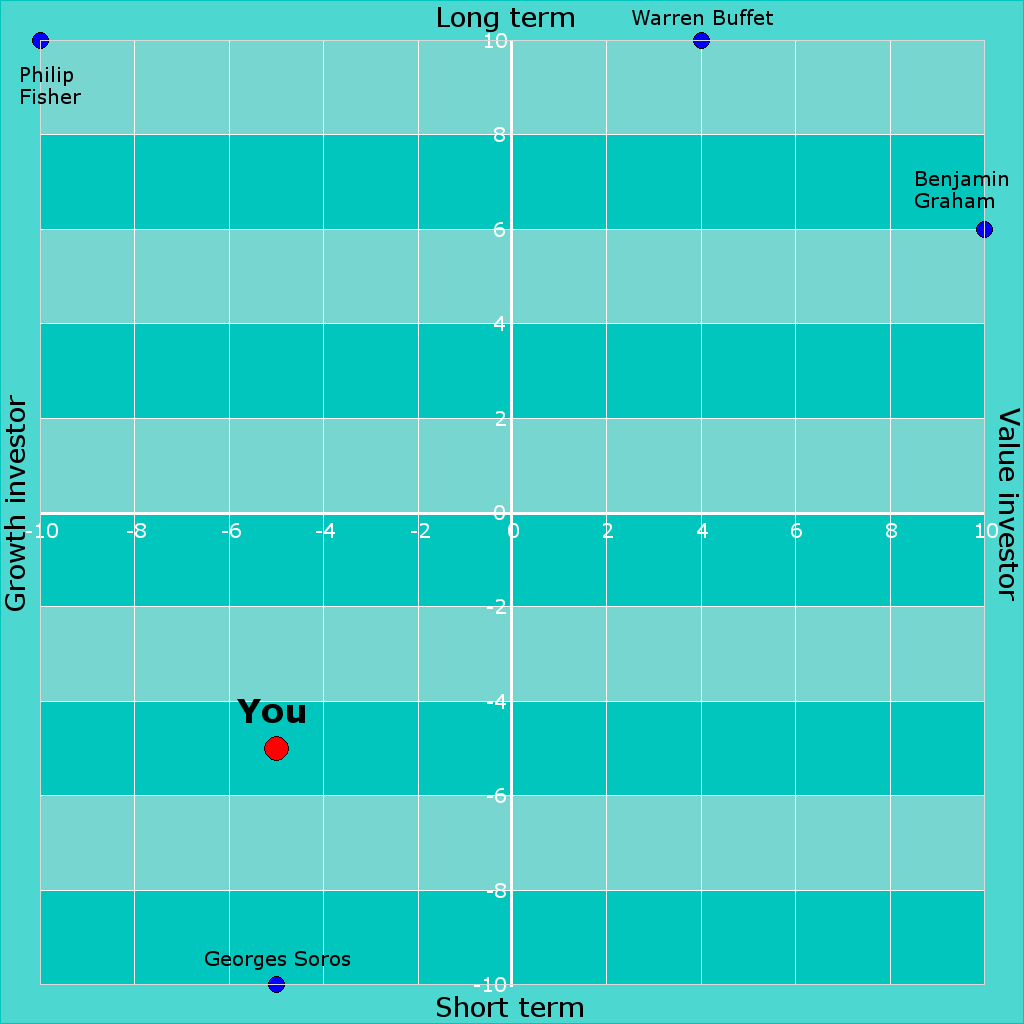 Long term
Warren Buffet
Philip
Fisher
10
8
Benjamin
Graham
6
4
2
0
Growth investor
Value investor
-10
-8
-6
-4
-2
0
2
4
6
8
10
-2
-4
You
-6
-8
Georges Soros
-10
Short term